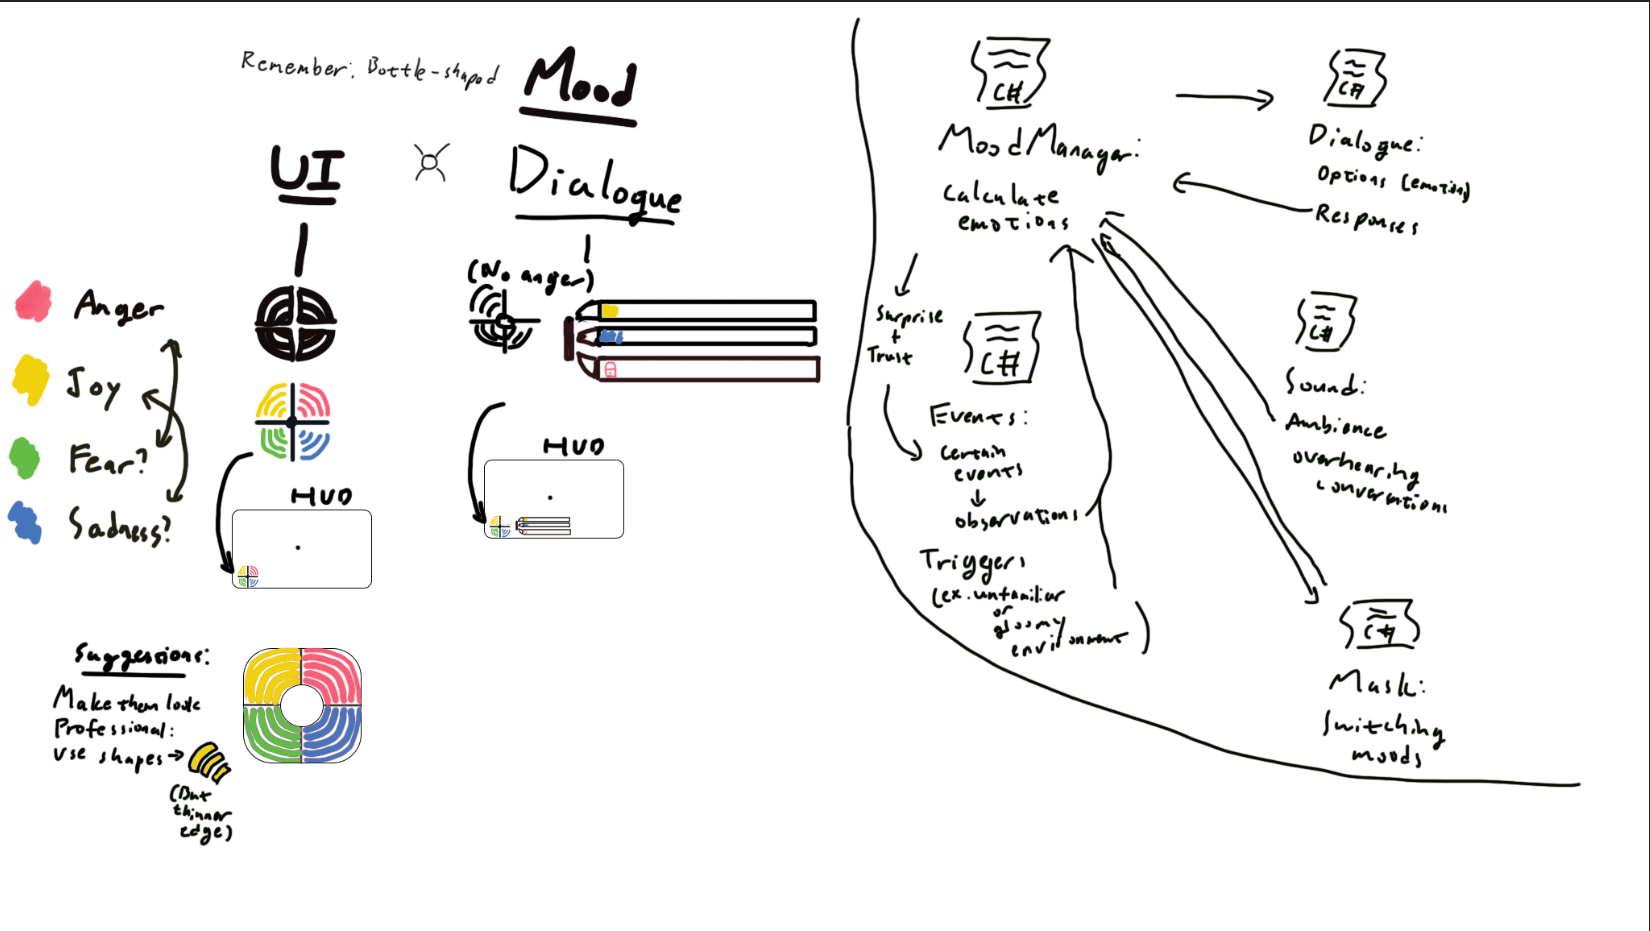 Remember: Bottle-shaped
Mood
UI
Dialogue
(No anger)
Anger
Joy
Fear?
Sadness?
HUD
HUD
Suggestions:
Make them look
Professional:
use shapes
(But
thinner
edge)
C#
MoodManager:
Calculate
emotions
Surprise
+
Trust
C#
Events:
Certain
events
observations
Triggers
(ex. unfamiliar
or
gloomy
environment)
C#
Dialogue:
Options (emotions)
Responses
C#
Sound:
Ambience
overhearing
conversations
C#
Mask:
Switching
moods